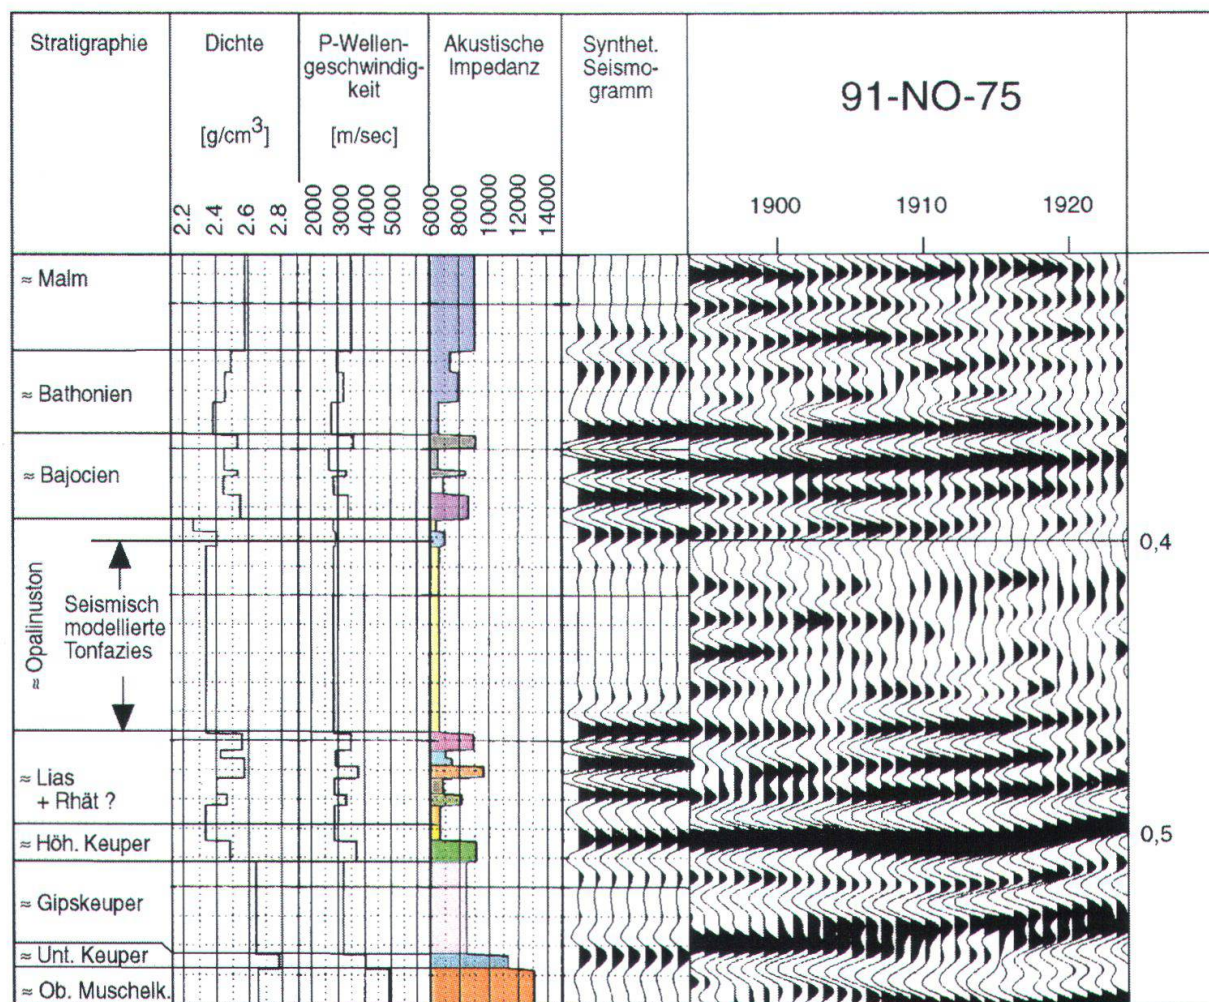 Stratigraphie
Dichte
[g/cm3]
P-Wellen-
geschwindig-
keit
[m/sec]
Akustische
Impedanz
Synthet.
Seismo-
gramm
91-NO-75
2.2
2.4
2.6
2.8
2000
3000
4000
5000
6000
8000
10000
12000
14000
1900
1910
1920
≈ Malm
≈ Bathonien
≈ Bajocien
≈ Opalinuston
Seismisch
modellierte
Tonfazies
≈ Lias
+ Rhät ?
≈ Höh. Keuper
≈ Gipskeuper
≈ Unt. Keuper
≈ Ob. Muschelk.
0,4
0,5